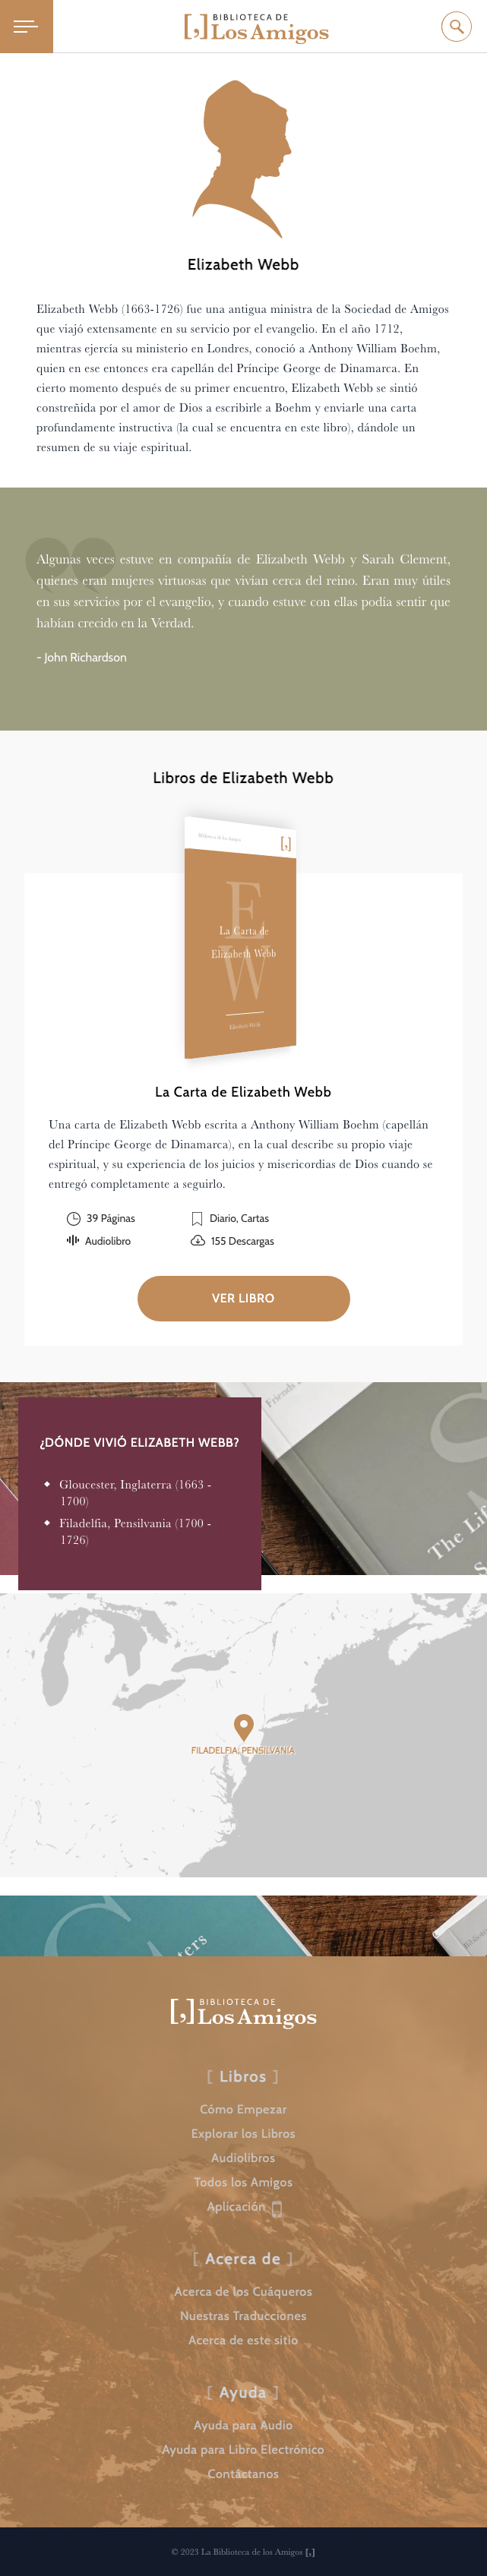 BIBLIOTECA DE
[,] Los Amigos
Elizabeth Webb
Elizabeth Webb (1663-1726) fue una antigua ministra de la Sociedad de Amigos
que viajó extensamente en su servicio por el evangelio. En el año 1712,
mientras ejercía su ministerio en Londres, conoció a Anthony William Boehm,
quien en ese entonces era capellán del Príncipe George de Dinamarca. En
cierto momento después de su primer encuentro, Elizabeth Webb se sintió
constreñida por el amor de Dios a escribirle a Boehm y enviarle una carta
profundamente instructiva (la cual se encuentra en este libro), dándole un
resumen de su viaje espiritual.
Algunas veces estuve en compañía de Elizabeth Webb y Sarah Clement,
quienes eran mujeres virtuosas que vivían cerca del reino. Eran muy útiles
en sus servicios por el evangelio, y cuando estuve con ellas podía sentir que
habían crecido en la Verdad.
- John Richardson
Libros de Elizabeth Webb
Biblioteca de los Amigos [,]
E
W
La Carta de
Elizabeth Webb
Elizabeth Webb
La Carta de Elizabeth Webb
Una carta de Elizabeth Webb escrita a Anthony William Boehm (capellán
del Príncipe George de Dinamarca), en la cual describe su propio viaje
espiritual, y su experiencia de los juicios y misericordias de Dios cuando se
entregó completamente a seguirlo.
39 Páginas Diario, Cartas
Audiolibro 155 Descargas
VER LIBRO
Friends
¿DÓNDE VIVIÓ ELIZABETH WEBB?
Gloucester, Inglaterra (1663 -
1700)
Filadelfia, Pensilvania (1700 -
1726)
The Lif
FILADELFIA, PENSILVANIA
ters
BIBLIOTECA DE
[,] Los Amigos
[ Libros ]
Cómo Empezar
Explorar los Libros
Audiolibros
Todos los Amigos
Aplicación
[ Acerca de ]
Acerca de los Cuáqueros
Nuestras Traducciones
Acerca de este sitio
[ Ayuda ]
Ayuda para Audio
Ayuda para Libro Electrónico
Contáctanos
© 2023 La Biblioteca de los Amigos [,]